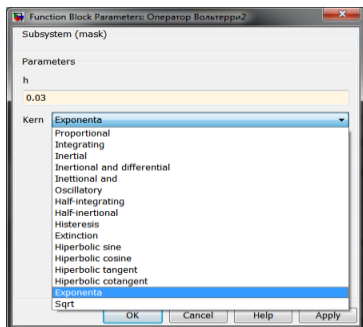 Function Block Parameters: Оператор Вольтерри2
Subsystem (mask)
Parameters
h
0.03
Kern Exponenta
Proportional
Integrating
Inertial
Inertional and differential
Inettional and
Oscillatory
Half-integrating
Half-inertional
Histeresis
Extinction
Hiperbolic sine
Hiperbolic cosine
Hiperbolic tangent
Hiperbolic cotangent
Exponenta
Sqrt
OK Cancel Help Apply